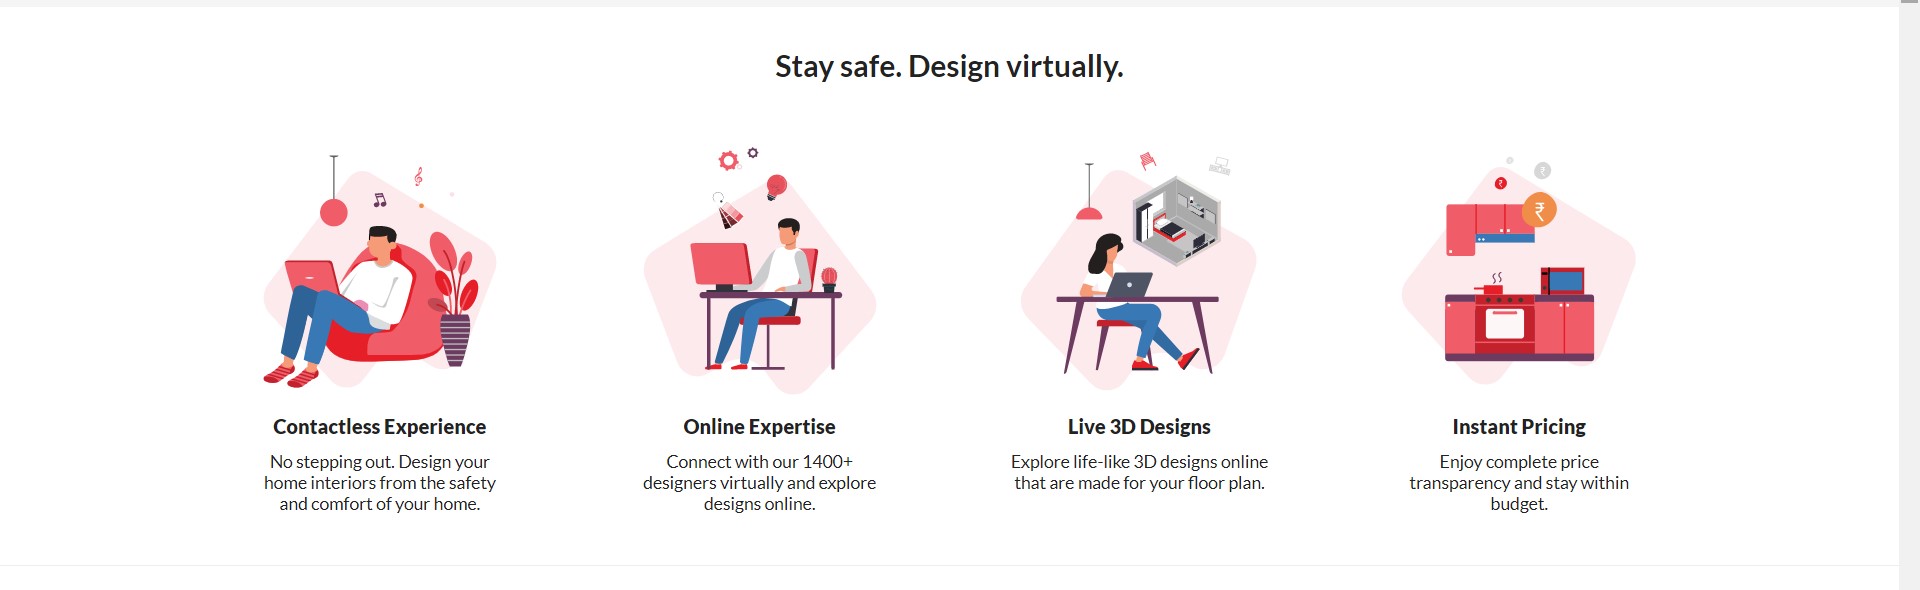 Stay safe. Design virtually.
Contactless Experience
No stepping out. Design your
home interiors from the safety
and comfort of your home.
Online Expertise
Connect with our 1400+
designers virtually and explore
designs online.
Live 3D Designs
Explore life-like 3D designs online
that are made for your floor plan.
₹
₹
₹
Instant Pricing
Enjoy complete price
transparency and stay within
budget.